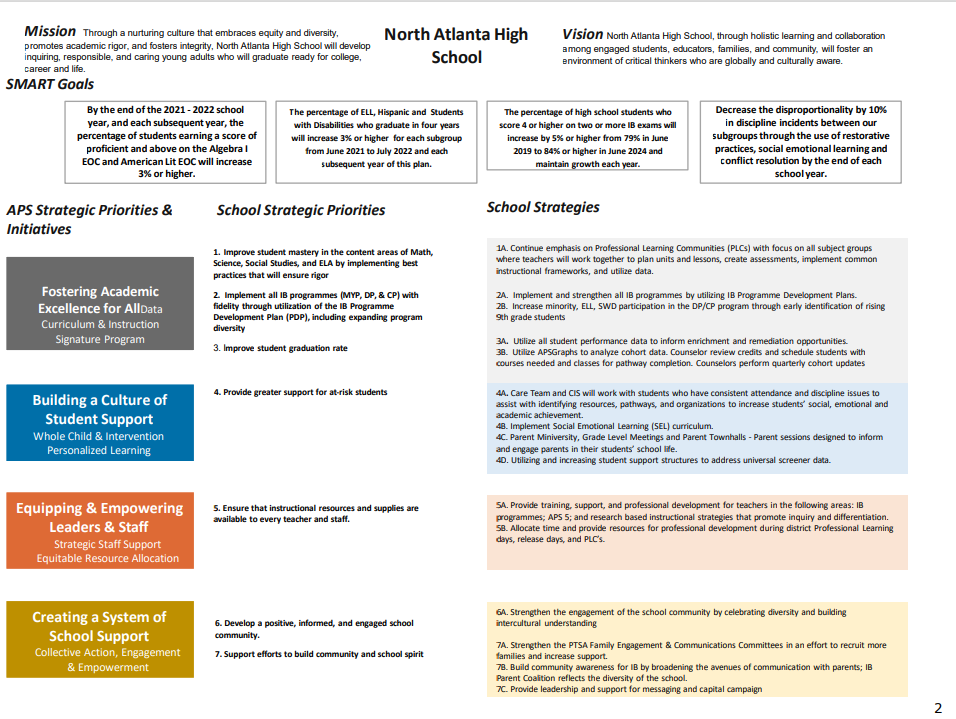 Mission Through a nurturing culture that embraces equity and diversity,
promotes academic rigor, and fosters integrity, North Atlanta High School will develop
inquiring, responsible, and caring young adults who will graduate ready for college,
career and life.
North Atlanta High
School
Vision North Atlanta High School, through holistic learning and collaboration
among engaged students, educators, families, and community, will foster an
environment of critical thinkers who are globally and culturally aware.
SMART Goals
By the end of the 2021 - 2022 school
year, and each subsequent year, the
percentage of students earning a score of
proficient and above on the Algebra I
EOC and American Lit EOC will increase
3% or higher.
The percentage of ELL, Hispanic and Students
with Disabilities who graduate in four years
will increase 3% or higher for each subgroup
from June 2021 to July 2022 and each
subsequent year of this plan.
The percentage of high school students who
score 4 or higher on two or more IB exams will
increase by 5% or higher from 79% in June
2019 to 84% or higher in June 2024 and
maintain growth each year.
Decrease the disproportionality by 10%
in discipline incidents between our
subgroups through the use of restorative
practices, social emotional learning and
conflict resolution by the end of each
school year.
APS Strategic Priorities &
Initiatives
School Strategic Priorities
School Strategies
Fostering Academic
Excellence for AllData
Curriculum & Instruction
Signature Program
1. Improve student mastery in the content areas of Math,
Science, Social Studies, and ELA by implementing best
practices that will ensure rigor
2. Implement all IB programmes (MYP, DP, & CP) with
fidelity through utilization of the IB Programme
Development Plan (PDP), including expanding program
diversity
3. Improve student graduation rate
1A. Continue emphasis on Professional Learning Communities (PLCs) with focus on all subject groups
where teachers will work together to plan units and lessons, create assessments, implement common
instructional frameworks, and utilize data.
2A. Implement and strengthen all IB programmes by utilizing IB Programme Development Plans.
2B. Increase minority, ELL, SWD participation in the DP/CP program through early identification of rising
9th grade students
3A. Utilize all student performance data to inform enrichment and remediation opportunities.
3B. Utilize APSGraphs to analyze cohort data. Counselor review credits and schedule students with
courses needed and classes for pathway completion. Counselors perform quarterly cohort updates
Building a Culture of
Student Support
Whole Child & Intervention
Personalized Learning
4. Provide greater support for at-risk students
4A. Care Team and CIS will work with students who have consistent attendance and discipline issues to
assist with identifying resources, pathways, and organizations to increase students' social, emotional and
academic achievement.
4B. Implement Social Emotional Learning (SEL) curriculum.
4C. Parent Miniversity, Grade Level Meetings and Parent Townhalls - Parent sessions designed to inform
and engage parents in their students' school life.
4D. Utilizing and increasing student support structures to address universal screener data.
Equipping & Empowering
Leaders & Staff
Strategic Staff Support
Equitable Resource Allocation
5. Ensure that instructional resources and supplies are
available to every teacher and staff.
5A. Provide training, support, and professional development for teachers in the following areas: IB
programmes; APS 5; and research based instructional strategies that promote inquiry and differentiation.
5B. Allocate time and provide resources for professional development during district Professional Learning
days, release days, and PLC's.
Creating a System of
School Support
Collective Action, Engagement
& Empowerment
6. Develop a positive, informed, and engaged school
community.
7. Support efforts to build community and school spirit
6A. Strengthen the engagement of the school community by celebrating diversity and building
intercultural understanding
7A. Strengthen the PTSA Family Engagement & Communications Committees in an effort to recruit more
families and increase support.
7B. Build community awareness for IB by broadening the avenues of communication with parents; IB
Parent Coalition reflects the diversity of the school.
7C. Provide leadership and support for messaging and capital campaign
2